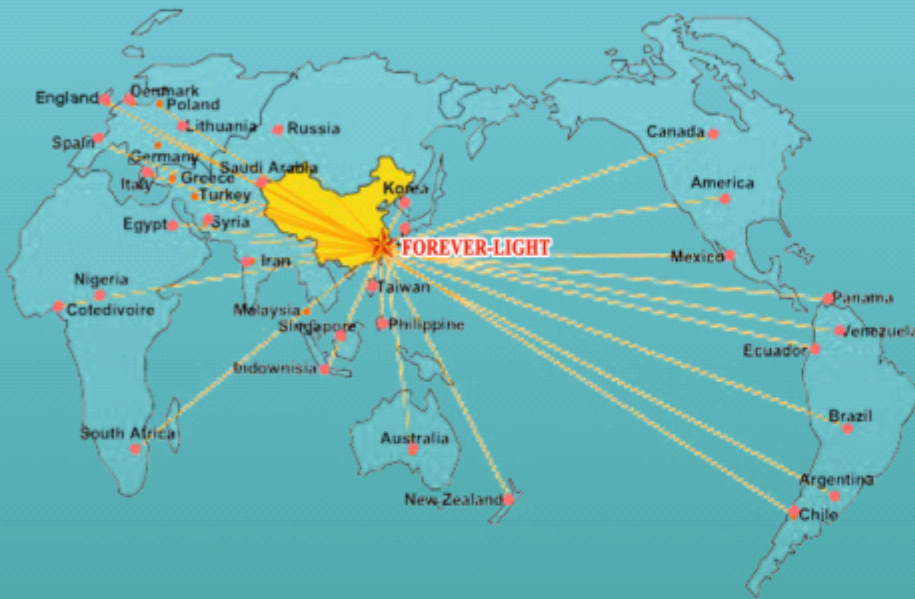 England
Denmark
Poland
Lithuania
Russia
Spain
Germany
Saudi Arabia
Italy
Greece
Turkey
Korea
Egypt
Syria
Iran
FOREVER-LIGHT
Canada
America
Mexico
Nigeria
Cotedivoire
Malaysia
Taiwan
Singapore
Philippine
Indownisia
Panama
Venezuela
Ecuador
South Africa
Australia
Brazil
New Zealand
Argentina
Chile